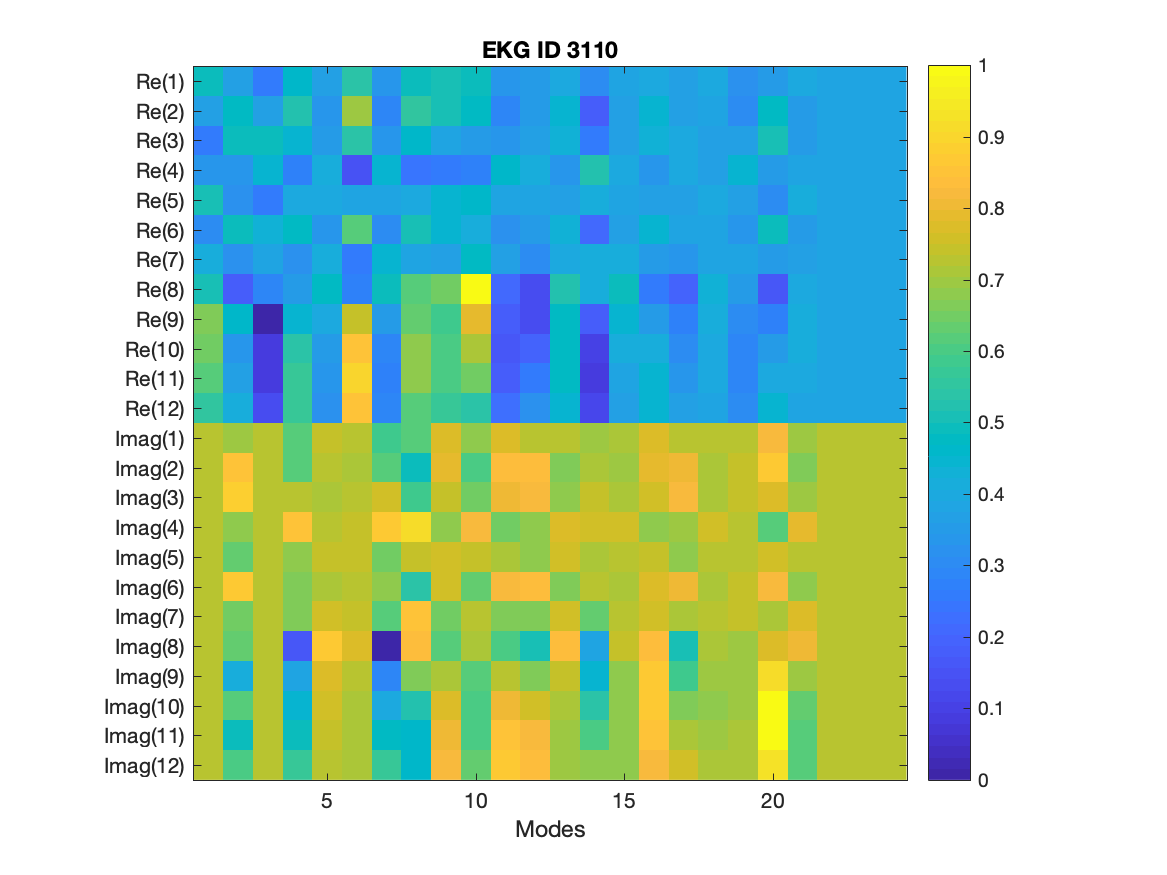 EKG ID 3110
Re(1)
Re(2)
Re(3)
Re(4)
Re(5)
Re(6)
Re(7)
Re(8)
Re(9)
Re(10)
Re(11)
Re(12)
Imag(1)
Imag(2)
Imag(3)
Imag(4)
Imag(5)
Imag(6)
Imag(7)
Imag(8)
Imag(9)
Imag(10)
Imag(11)
Imag(12)
5 10 15 20
Modes
1
0.9
0.8
0.7
0.6
0.5
0.4
0.3
0.2
0.1
0